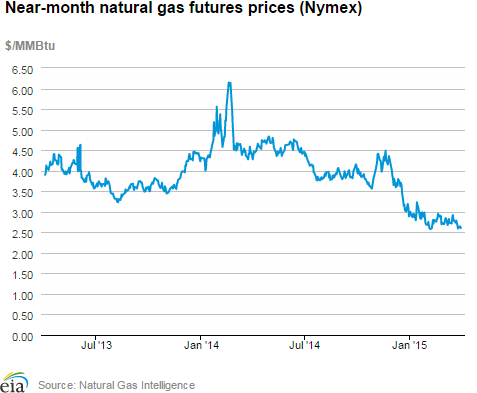 Near-month natural gas futures prices (Nymex)
$/MMBtu
6.50
6.00
5.50
5.00
4.50
4.00
3.50
3.00
2.50
2.00
1.50
1.00
0.50
0.00
Jul '13
Jan '14
Jul '14
Jan '15
eia
Source: Natural Gas Intelligence